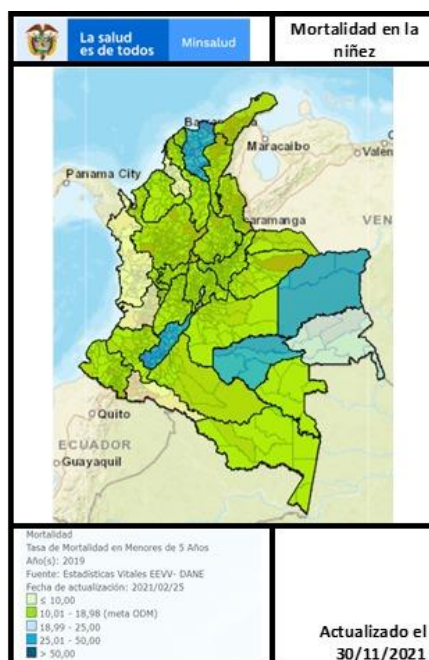 La salud
es de todos
Minsalud
Mortalidad en la
niñez
Maracaibo
Panama City
VEN
Quito
ECUADOR
Guayaquil
Mortalidad
Tasa de Mortalidad en Menores de 5 Años
Año(s): 2019
Fuente: Estadísticas Vitales EEVV- DANE
Fecha de actualización: 2021/02/25
≤ 10,00
10,01 - 18,98 (meta ODM)
18,99 - 25,00
25,01 - 50,00
> 50,00
Actualizado el
30/11/2021